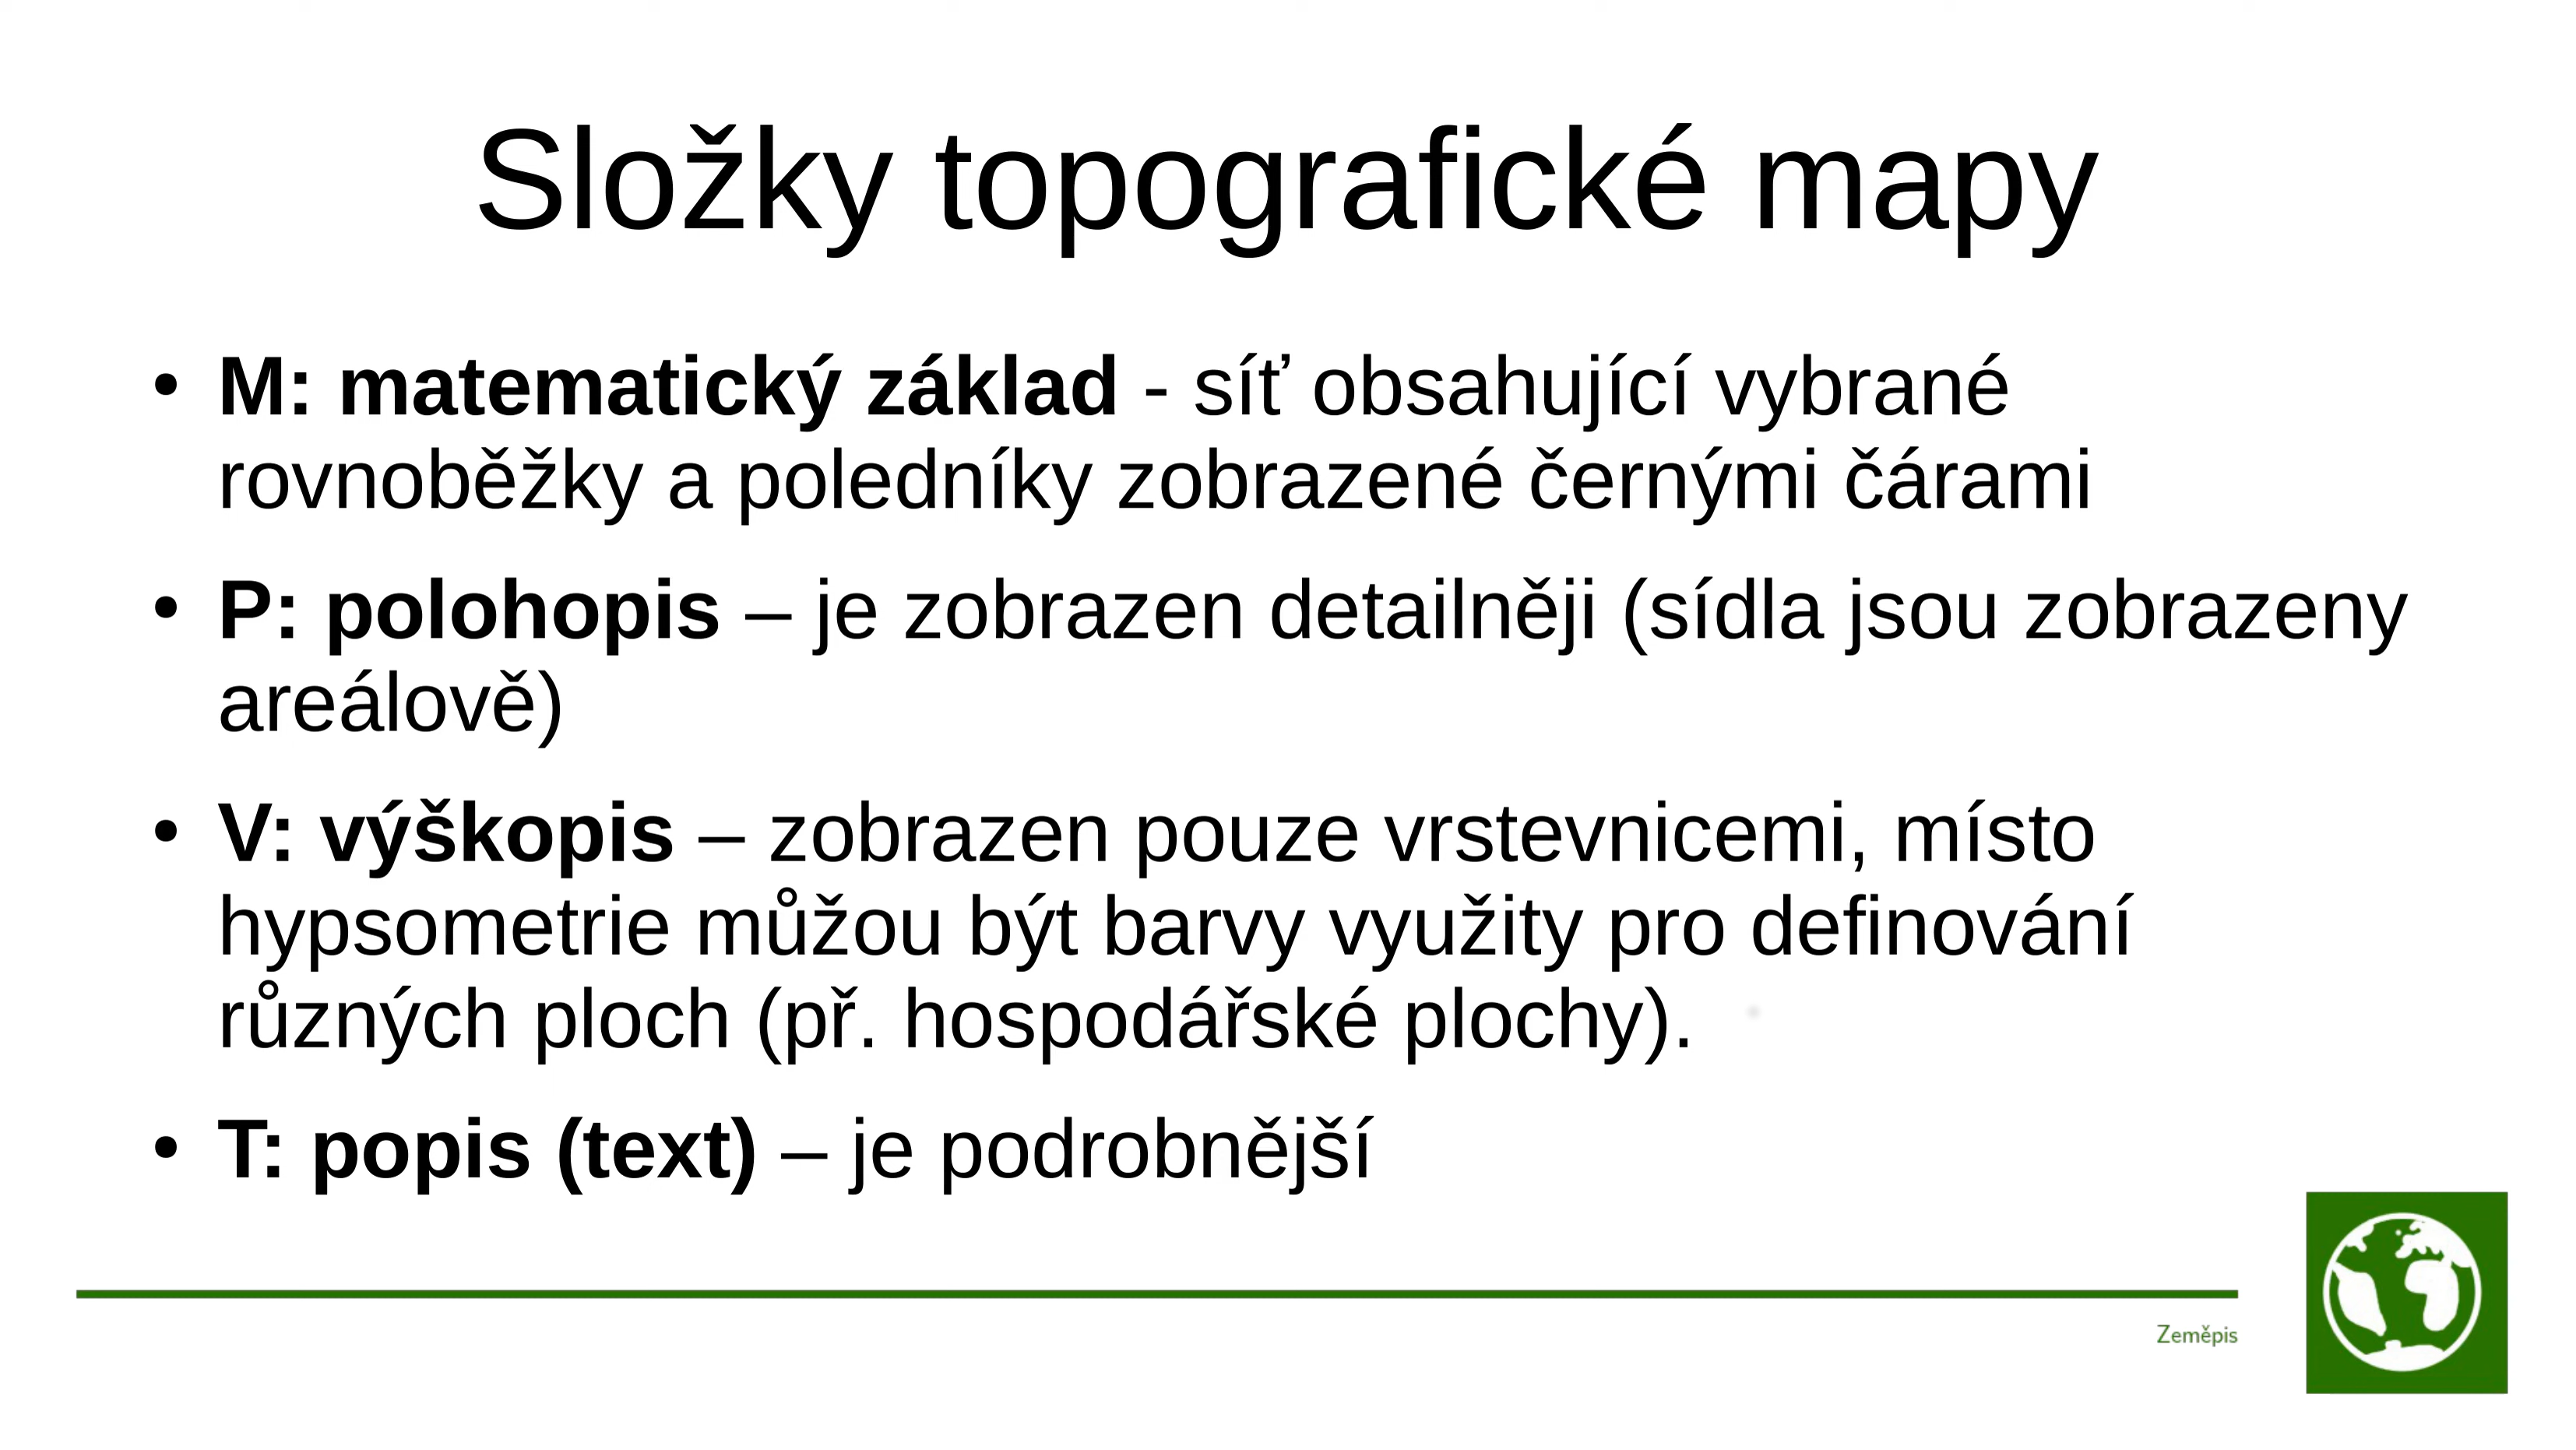 Složky topografické mapy
• M: matematický základ - síť obsahující vybrané
rovnoběžky a poledníky zobrazené černými čárami
• P: polohopis – je zobrazen detailněji (sídla jsou zobrazeny
areálově)
• V: výškopis – zobrazen pouze vrstevnicemi, místo
hypsometrie můžou být barvy využity pro definování
různých ploch (př. hospodářské plochy).
• T: popis (text) – je podrobnější
Zeměpis